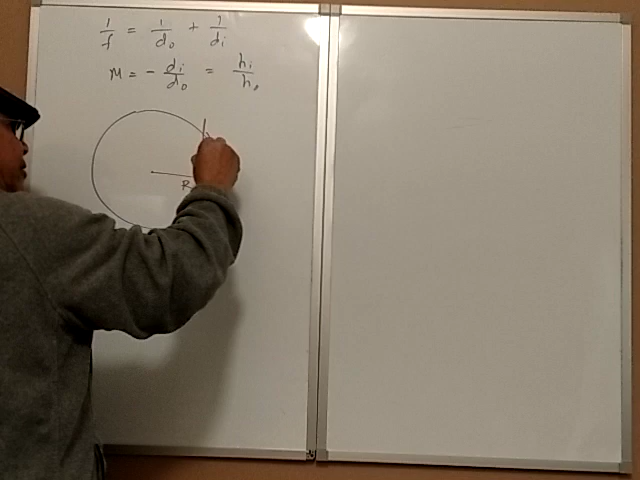 1/f = 1/d₀ + 1/dᵢ
M = - dᵢ/d₀ = hᵢ/h₀
R